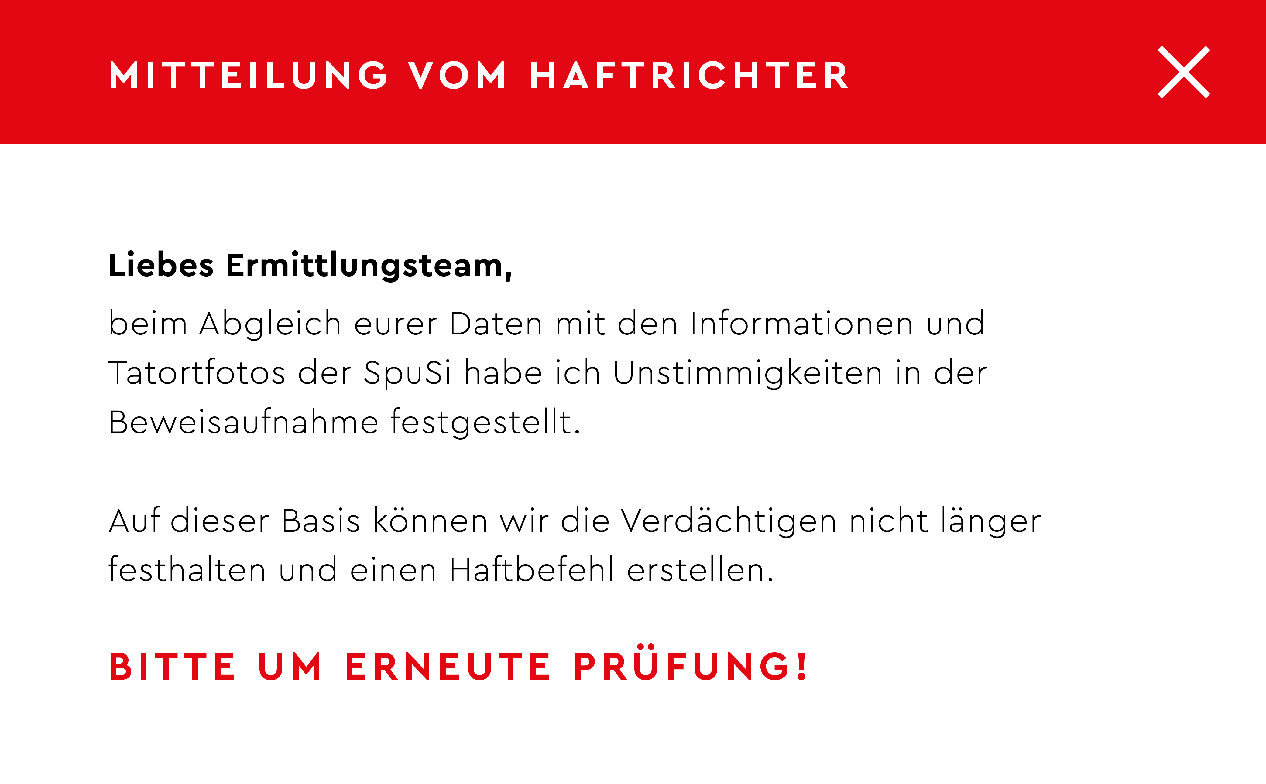 MITTEILUNG VOM HAFTRICHTER
Liebes Ermittlungsteam,
beim Abgleich eurer Daten mit den Informationen und
Tatortfotos der SpuSi habe ich Unstimmigkeiten in der
Beweisaufnahme festgestellt.
Auf dieser Basis können wir die Verdächtigen nicht länger
festhalten und einen Haftbefehl erstellen.
BITTE UM ERNEUTE PRÜFUNG!